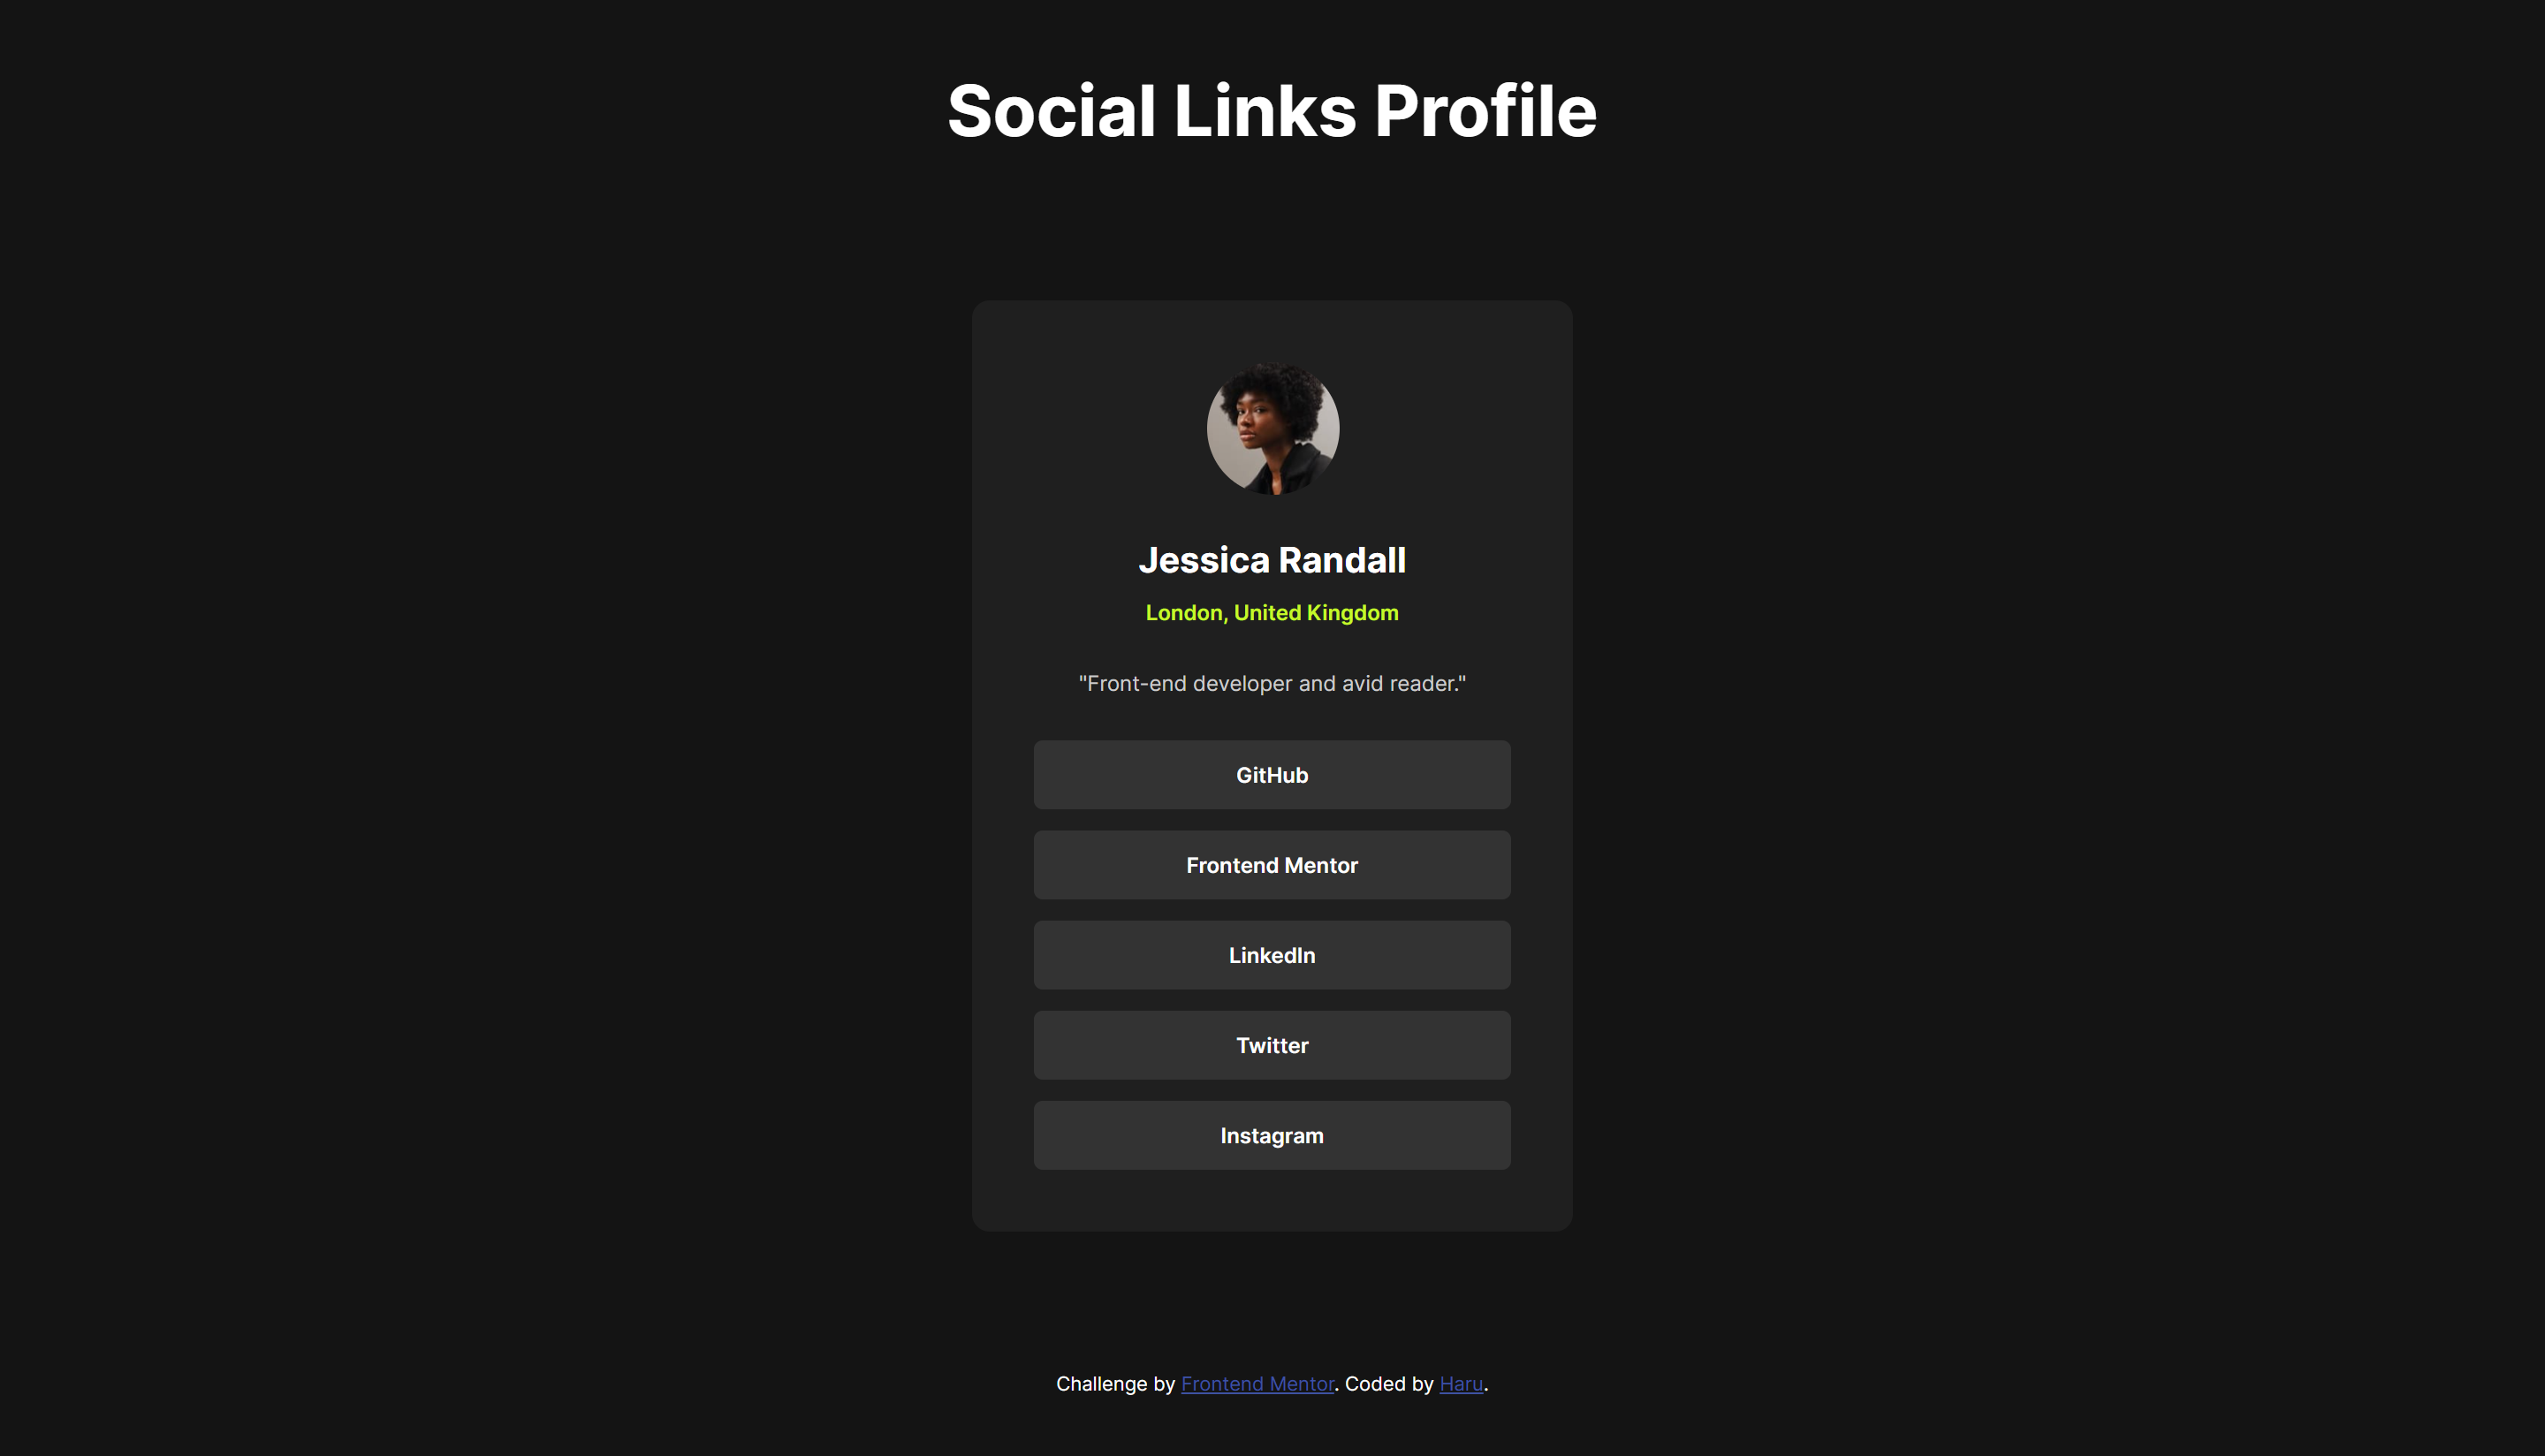 Social Links Profile
Jessica Randall
London, United Kingdom
"Front-end developer and avid reader."
GitHub
Frontend Mentor
LinkedIn
Twitter
Instagram
Challenge by Frontend Mentor. Coded by Haru.